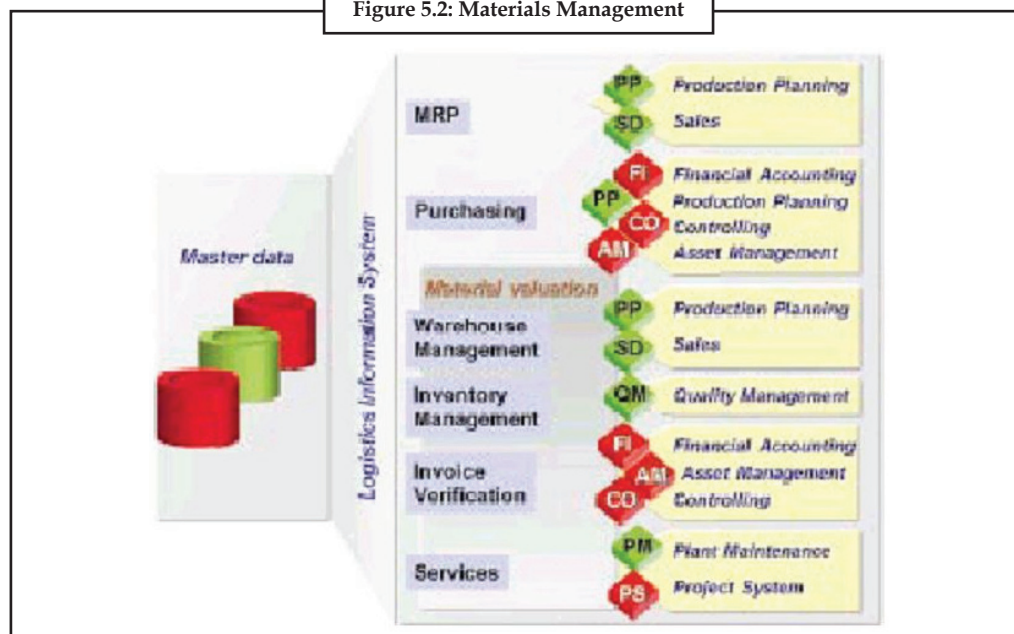 Figure 5.2: Materials Management
Master data
Logistics Information System
MRP
PP Production Planning
SD Sales
Purchasing
FI Financial Accounting
PP Production Planning
CO Controlling
AM Asset Management
Material valuation
Warehouse
Management
PP Production Planning
SD Sales
Inventory
Management
QM Quality Management
Invoice
Verification
FI Financial Accounting
AM Asset Management
CO Controlling
Services
PM Plant Maintenance
PS Project System